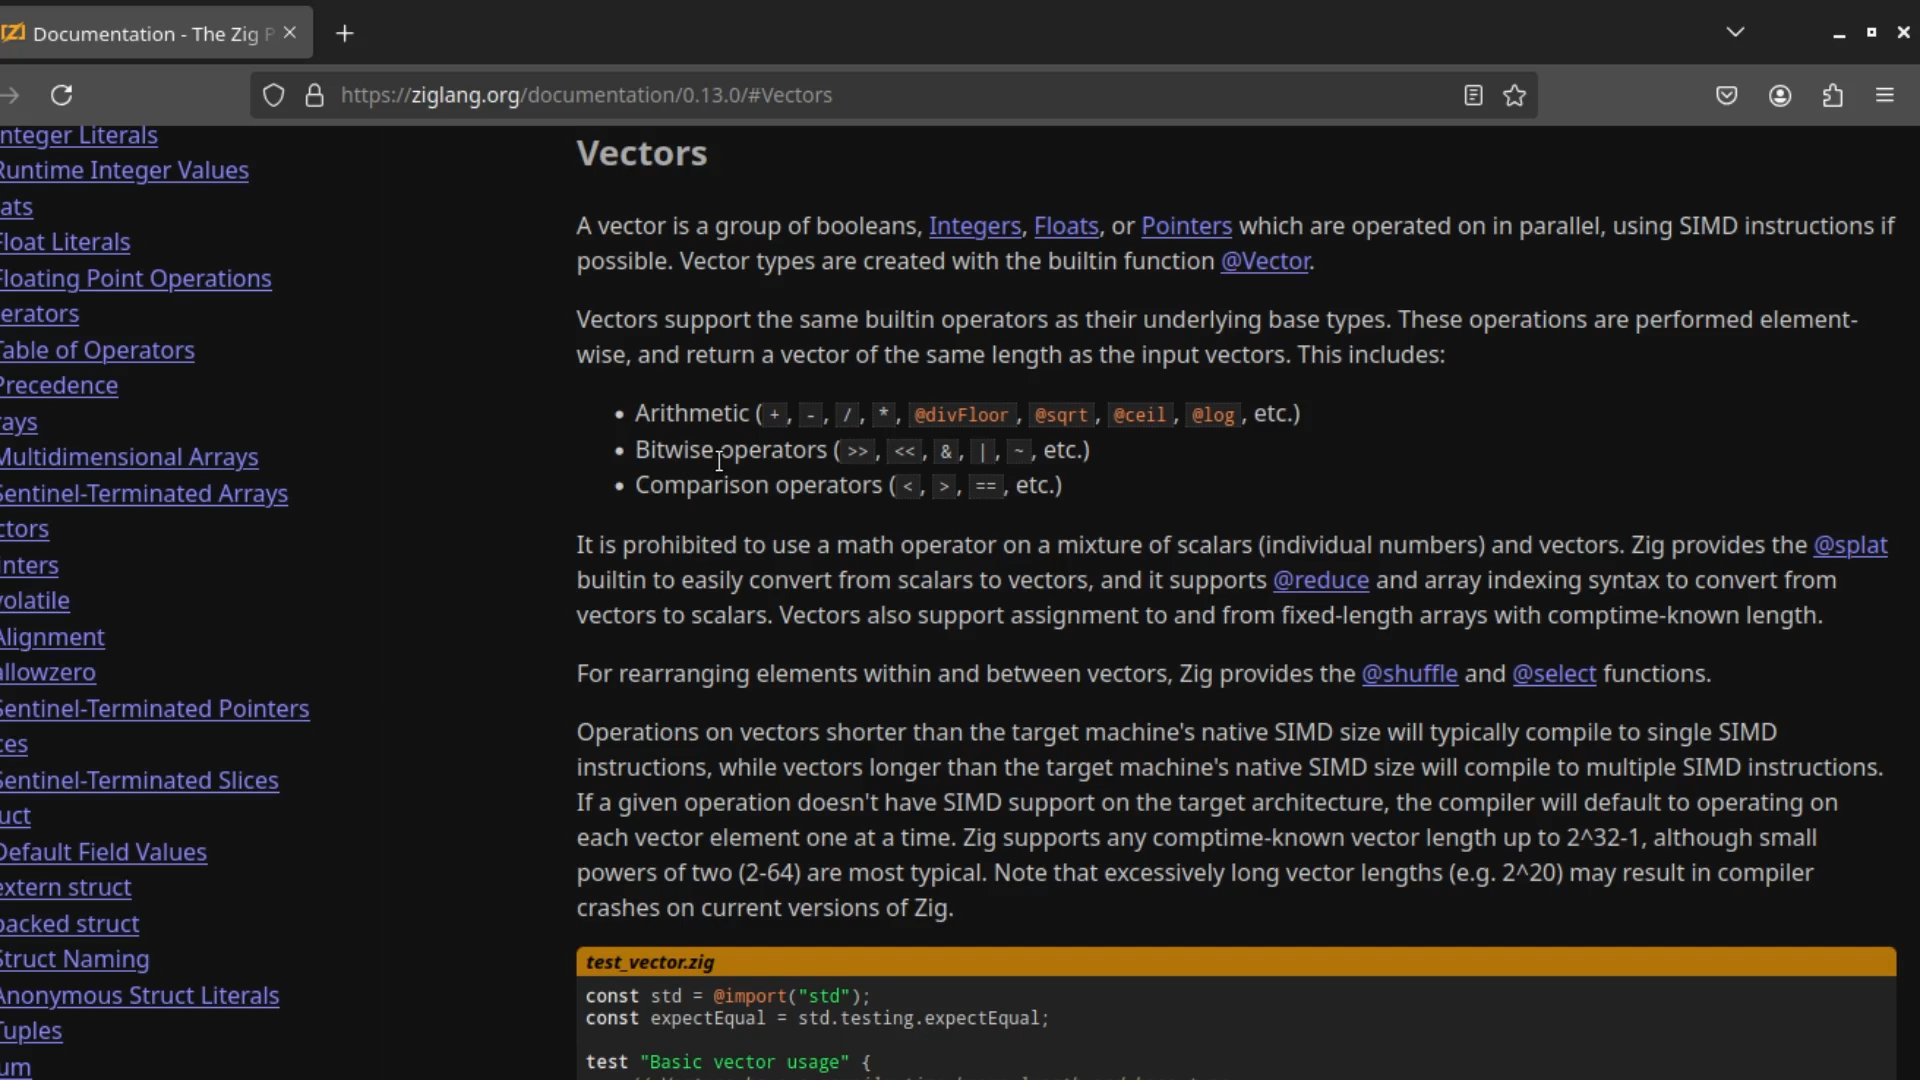 Documentation - The Zig P
https://ziglang.org/documentation/0.13.0/#Vectors
nteger Literals
Runtime Integer Values
ats
Float Literals
Floating Point Operations
erators
Table of Operators
Precedence
rays
Multidimensional Arrays
Sentinel-Terminated Arrays
ctors
inters
volatile
Alignment
allowzero
Sentinel-Terminated Pointers
ces
Sentinel-Terminated Slices
uct
Default Field Values
extern struct
packed struct
Struct Naming
Anonymous Struct Literals
Tuples
um
Vectors
A vector is a group of booleans, Integers, Floats, or Pointers which are operated on in parallel, using SIMD instructions if
possible. Vector types are created with the builtin function @Vector.
Vectors support the same builtin operators as their underlying base types. These operations are performed element-
wise, and return a vector of the same length as the input vectors. This includes:
• Arithmetic (+, -, /, *, @divFloor, @sqrt, @ceil, @log, etc.)
• Bitwise operators (>>, <<, &, |, ~, etc.)
• Comparison operators (<, >, ==, etc.)
It is prohibited to use a math operator on a mixture of scalars (individual numbers) and vectors. Zig provides the @splat
builtin to easily convert from scalars to vectors, and it supports @reduce and array indexing syntax to convert from
vectors to scalars. Vectors also support assignment to and from fixed-length arrays with comptime-known length.
For rearranging elements within and between vectors, Zig provides the @shuffle and @select functions.
Operations on vectors shorter than the target machine's native SIMD size will typically compile to single SIMD
instructions, while vectors longer than the target machine's native SIMD size will compile to multiple SIMD instructions.
If a given operation doesn't have SIMD support on the target architecture, the compiler will default to operating on
each vector element one at a time. Zig supports any comptime-known vector length up to 2^32-1, although small
powers of two (2-64) are most typical. Note that excessively long vector lengths (e.g. 2^20) may result in compiler
crashes on current versions of Zig.
test_vector.zig
const std = @import("std");
const expectEqual = std.testing.expectEqual;
test "Basic vector usage" {